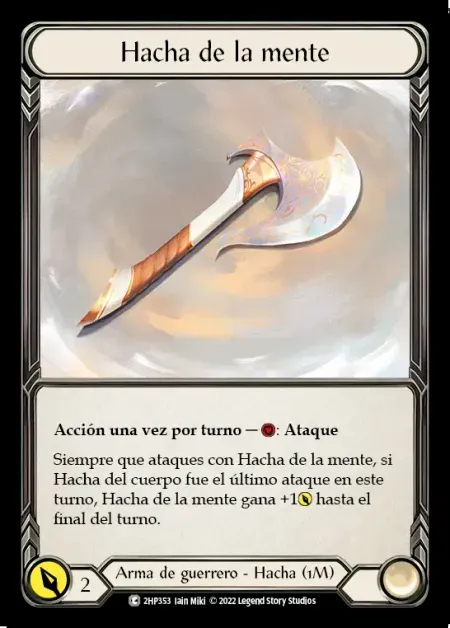 Hacha de la mente
Acción una vez por turno — : Ataque
Siempre que ataques con Hacha de la mente, si
Hacha del cuerpo fue el último ataque en este
turno, Hacha de la mente gana +1 hasta el
final del turno.
2
Arma de guerrero - Hacha (1M)
C 2HP353 Iain Miki © 2022 Legend Story Studios